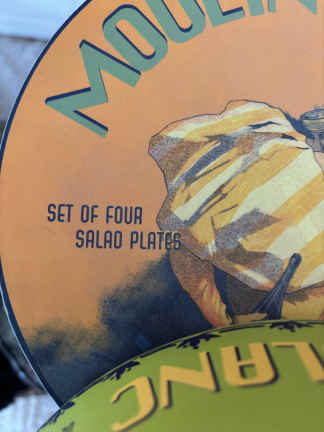 MOULIN
SET OF FOUR
SALAD PLATES
LANC